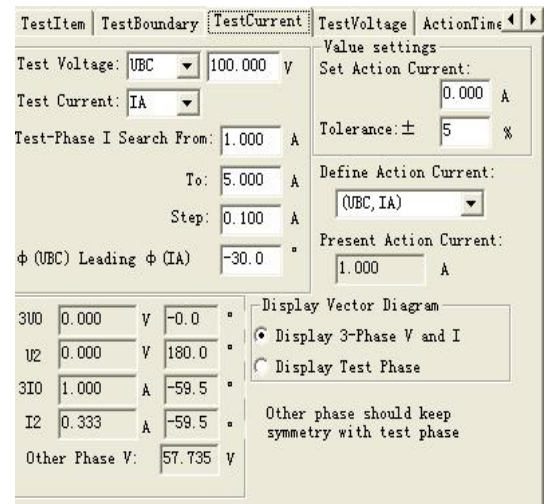 TestItem TestBoundary TestCurrent TestVoltage ActionTime
Test Voltage: UBC 100.000 V
Test Current: IA
Test-Phase I Search From: 1.000 A
To: 5.000 A
Step: 0.100 A
φ (UBC) Leading φ (IA) -30.0 °
Value settings
Set Action Current:
0.000 A
Tolerance:± 5 %
Define Action Current:
(UBC,IA)
Present Action Current:
1.000 A
3U0 0.000 V -0.0 °
U2 0.000 V 180.0 °
3I0 1.000 A -59.5 °
I2 0.333 A -59.5 °
Other Phase V: 57.735 V
Display Vector Diagram
Display 3-Phase V and I
Display Test Phase
Other phase should keep
symmetry with test phase